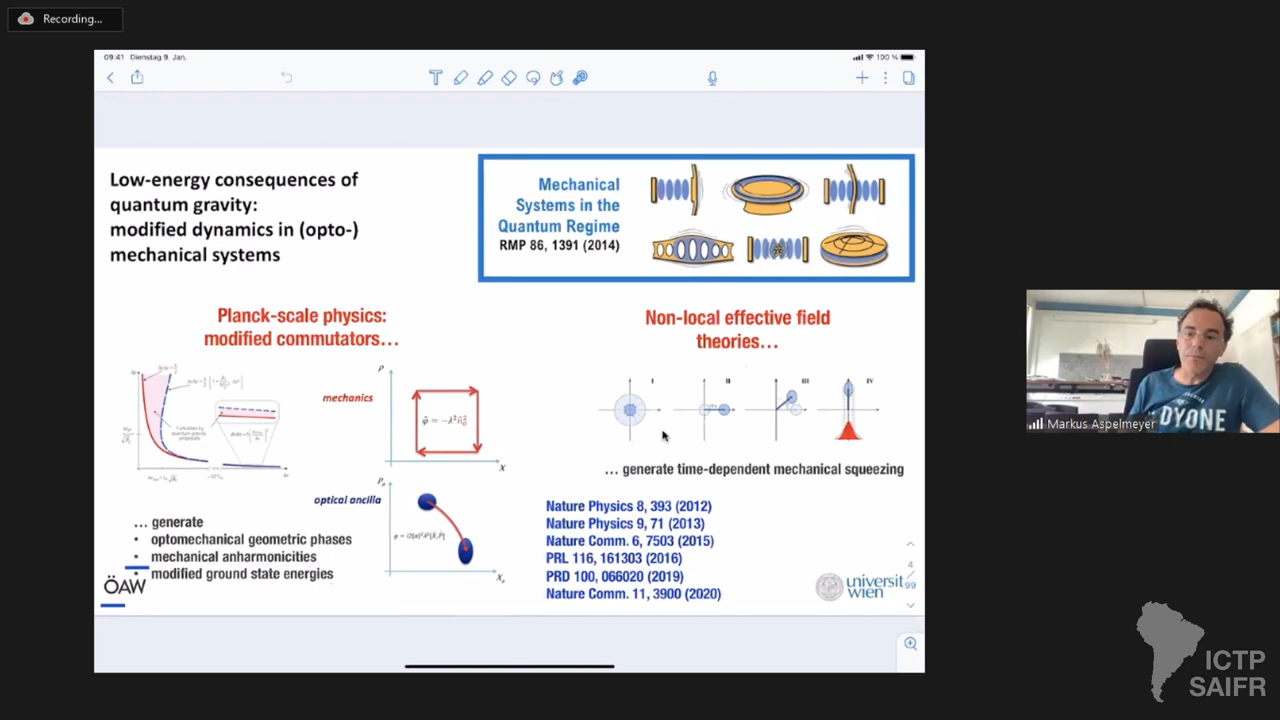 Recording...
09:41 Dienstag 9. Jan.
100 %
Low-energy consequences of
quantum gravity:
modified dynamics in (opto-)
mechanical systems
Mechanical
Systems in the
Quantum Regime
RMP 86, 1391 (2014)
Planck-scale physics:
modified commutators...
mechanics
P
X
optical ancilla
... generate
• optomechanical geometric phases
• mechanical anharmonicities
• modified ground state energies
Non-local effective field
theories...
I II III IV
... generate time-dependent mechanical squeezing
Nature Physics 8, 393 (2012)
Nature Physics 9, 71 (2013)
Nature Comm. 6, 7503 (2015)
PRL 116, 161303 (2016)
PRD 100, 066020 (2019)
Nature Comm. 11, 3900 (2020)
ÖAW
universität
wien
4
/
99
DYONE
Markus Aspelmeyer
ICTP
SAIFR